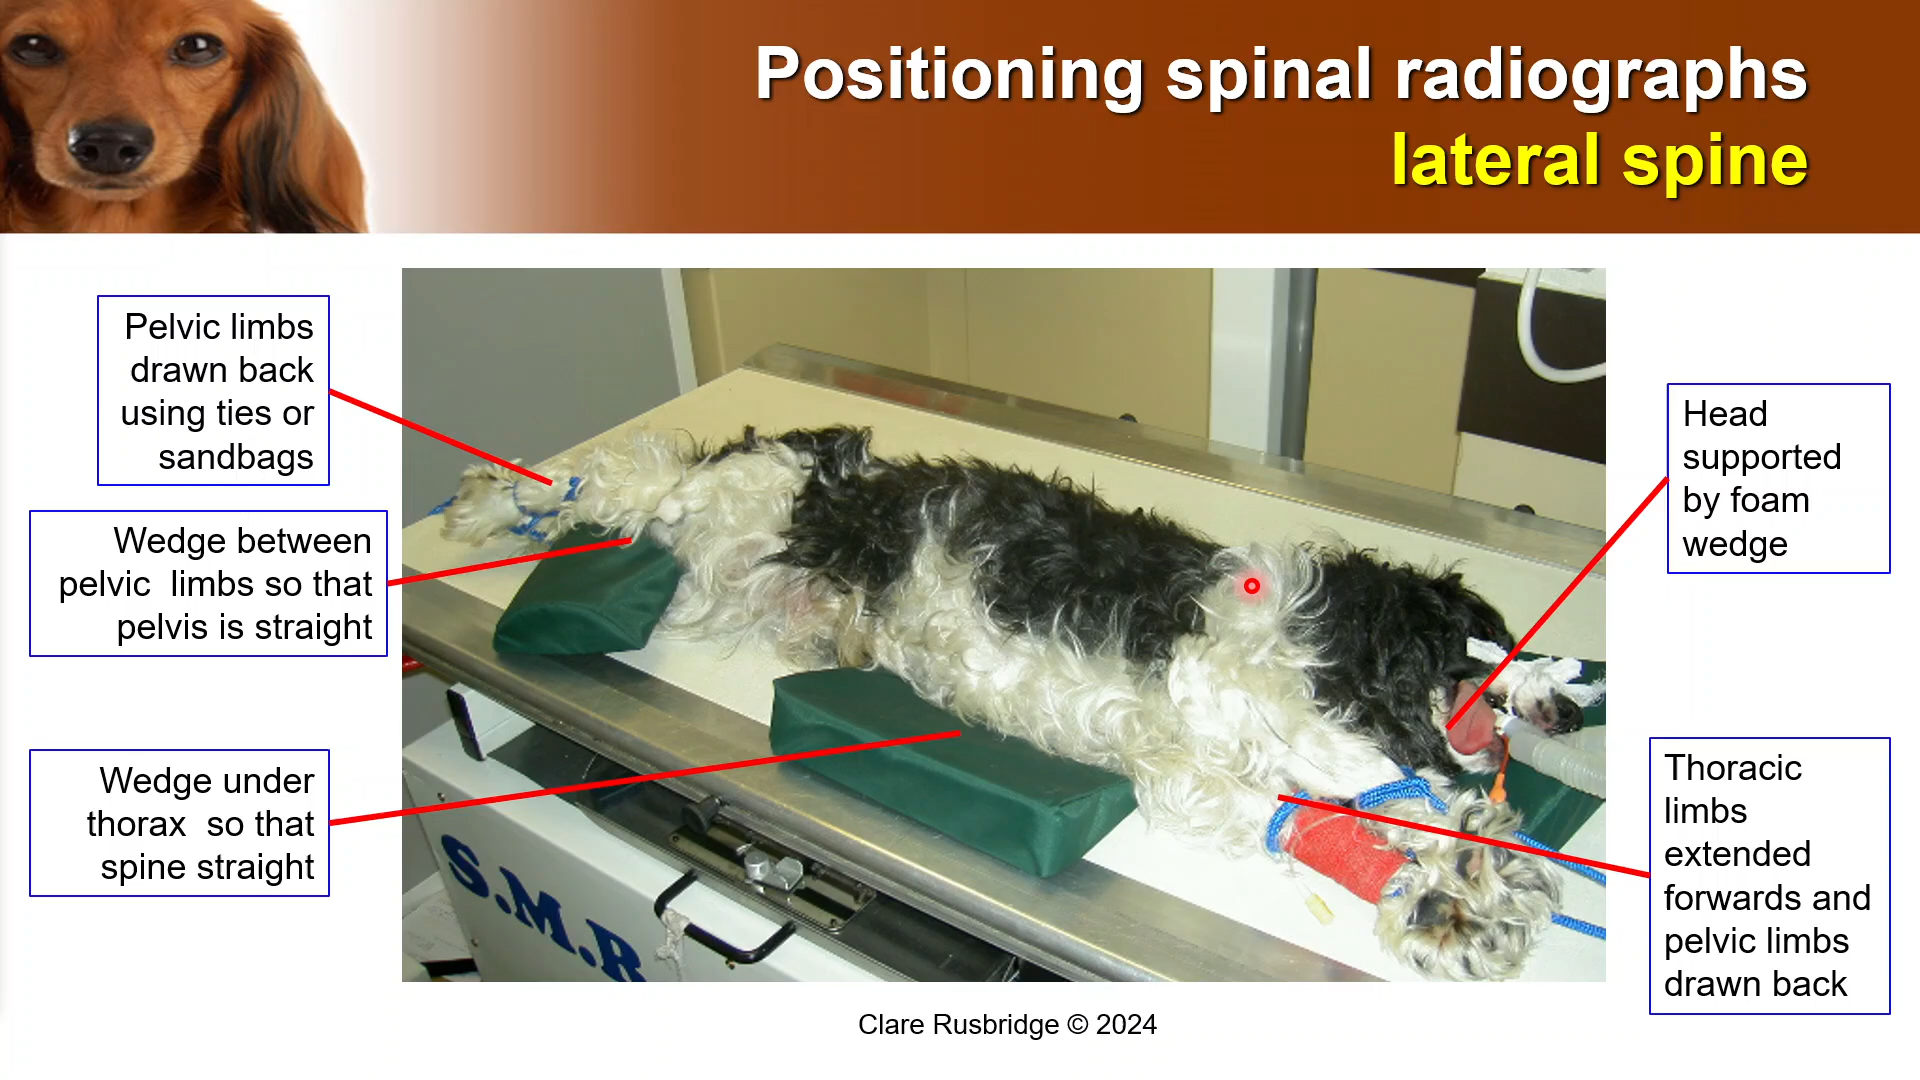 Positioning spinal radiographs
lateral spine
Pelvic limbs
drawn back
using ties or
sandbags
Wedge between
pelvic limbs so that
pelvis is straight
Wedge under
thorax so that
spine straight
Head
supported
by foam
wedge
Thoracic
limbs
extended
forwards and
pelvic limbs
drawn back
S.M.R
Clare Rusbridge © 2024